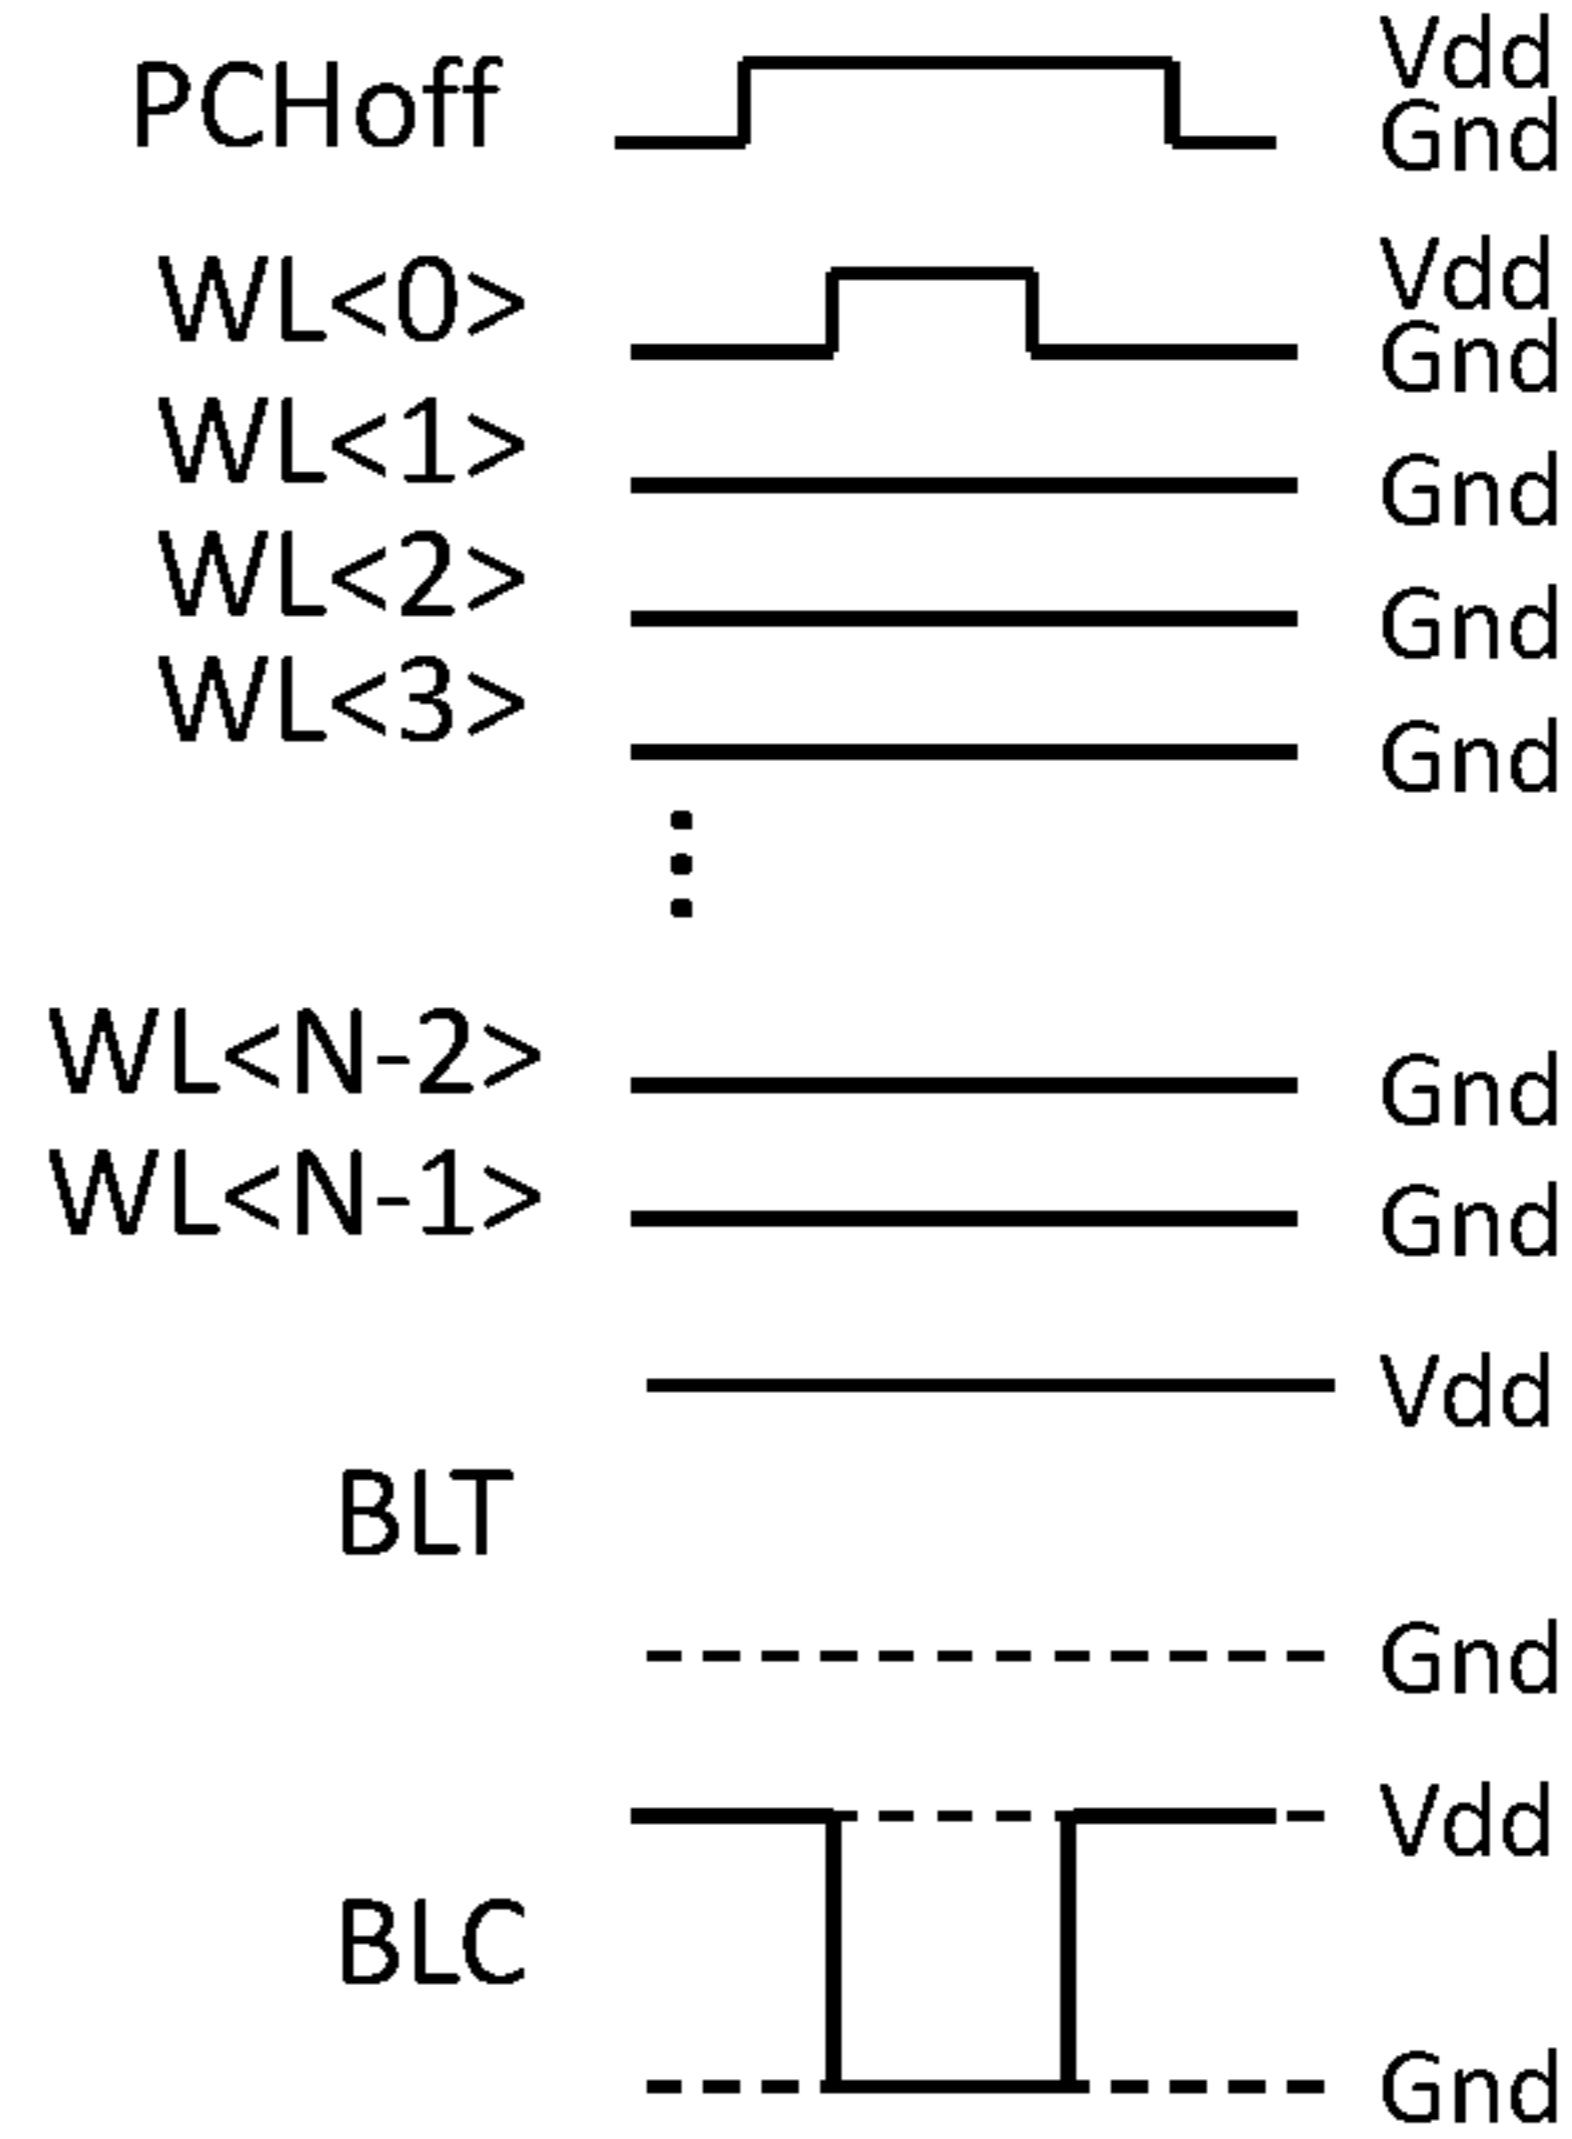 PCHoff Vdd
Gnd
WL<0> Vdd
Gnd
WL<1> Gnd
WL<2> Gnd
WL<3> Gnd
WL<N-2> Gnd
WL<N-1> Gnd
Vdd
BLT
Gnd
Vdd
BLC
Gnd